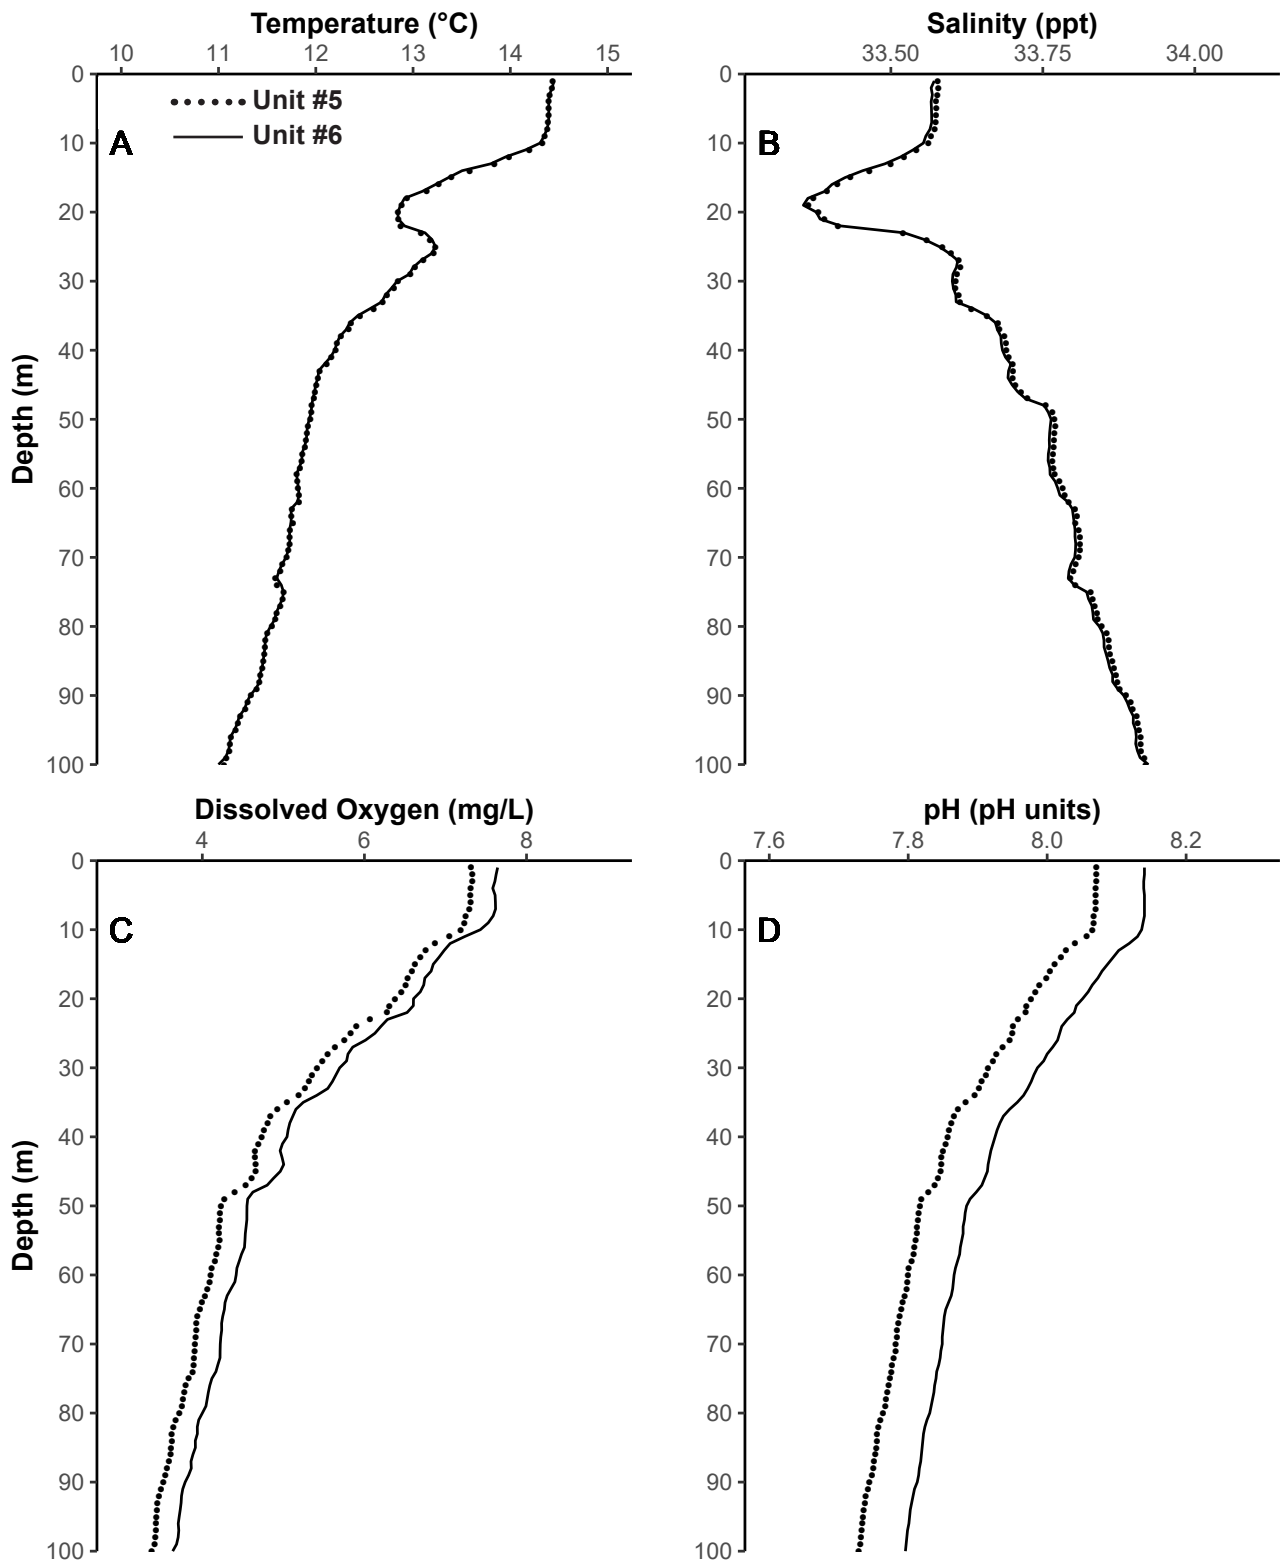 Temperature (°C)
10 11 12 13 14 15
0
10
20
30
40
50
60
70
80
90
100
Depth (m)
A
Unit #5
Unit #6
Salinity (ppt)
33.50 33.75 34.00
0
10
20
30
40
50
60
70
80
90
100
B
Dissolved Oxygen (mg/L)
4 6 8
0
10
20
30
40
50
60
70
80
90
100
Depth (m)
C
pH (pH units)
7.6 7.8 8.0 8.2
0
10
20
30
40
50
60
70
80
90
100
D